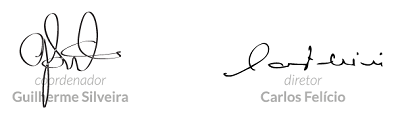 coordenador
Guilherme Silveira
diretor
Carlos Felício